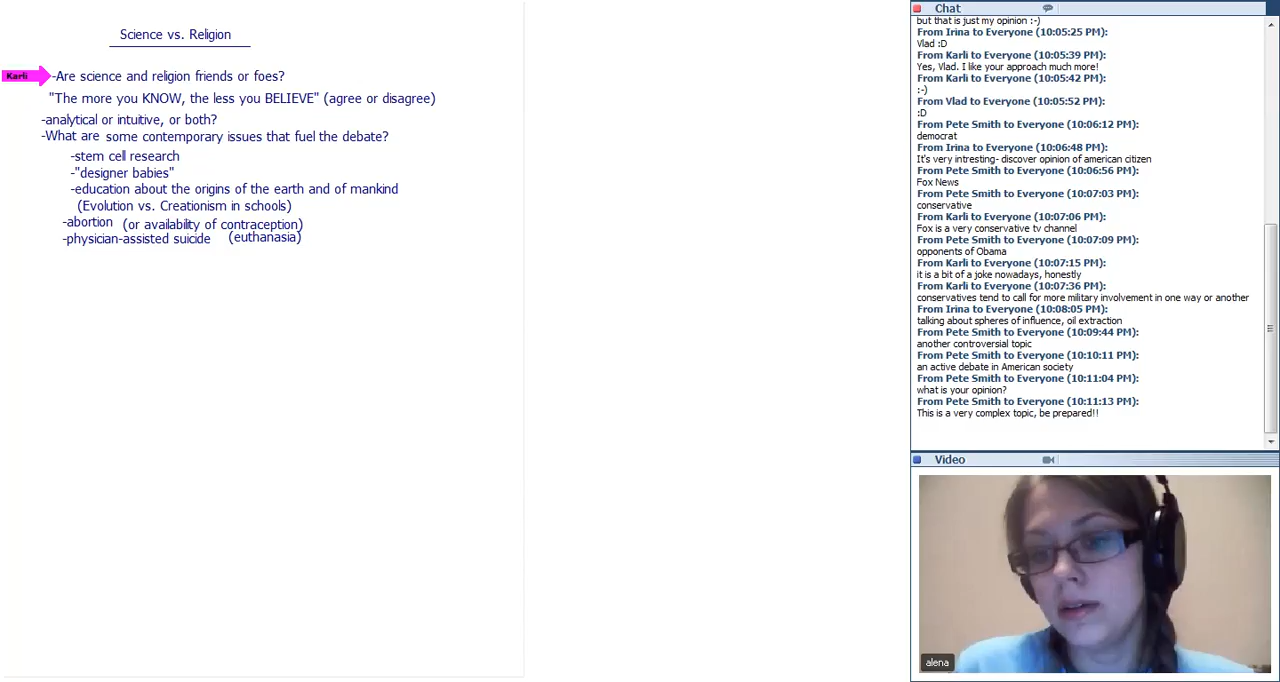 Science vs. Religion
Karli
-Are science and religion friends or foes?
"The more you KNOW, the less you BELIEVE" (agree or disagree)
-analytical or intuitive, or both?
-What are some contemporary issues that fuel the debate?
-stem cell research
-"designer babies"
-education about the origins of the earth and of mankind
(Evolution vs. Creationism in schools)
-abortion (or availability of contraception)
-physician-assisted suicide (euthanasia)
Chat
but that is just my opinion :-)
From Irina to Everyone (10:05:25 PM):
Vlad :D
From Karli to Everyone (10:05:39 PM):
Yes, Vlad. I like your approach much more!
From Karli to Everyone (10:05:42 PM):
:-)
From Vlad to Everyone (10:05:52 PM):
:D
From Pete Smith to Everyone (10:06:12 PM):
democrat
From Irina to Everyone (10:06:48 PM):
It's very intresting- discover opinion of american citizen
From Pete Smith to Everyone (10:06:56 PM):
Fox News
From Pete Smith to Everyone (10:07:03 PM):
conservative
From Karli to Everyone (10:07:06 PM):
Fox is a very conservative tv channel
From Pete Smith to Everyone (10:07:09 PM):
opponents of Obama
From Karli to Everyone (10:07:15 PM):
it is a bit of a joke nowadays, honestly
From Karli to Everyone (10:07:36 PM):
conservatives tend to call for more military involvement in one way or another
From Irina to Everyone (10:08:05 PM):
talking about spheres of influence, oil extraction
From Pete Smith to Everyone (10:09:44 PM):
another controversial topic
From Pete Smith to Everyone (10:10:11 PM):
an active debate in American society
From Pete Smith to Everyone (10:11:04 PM):
what is your opinion?
From Pete Smith to Everyone (10:11:13 PM):
This is a very complex topic, be prepared!!
Video
alena